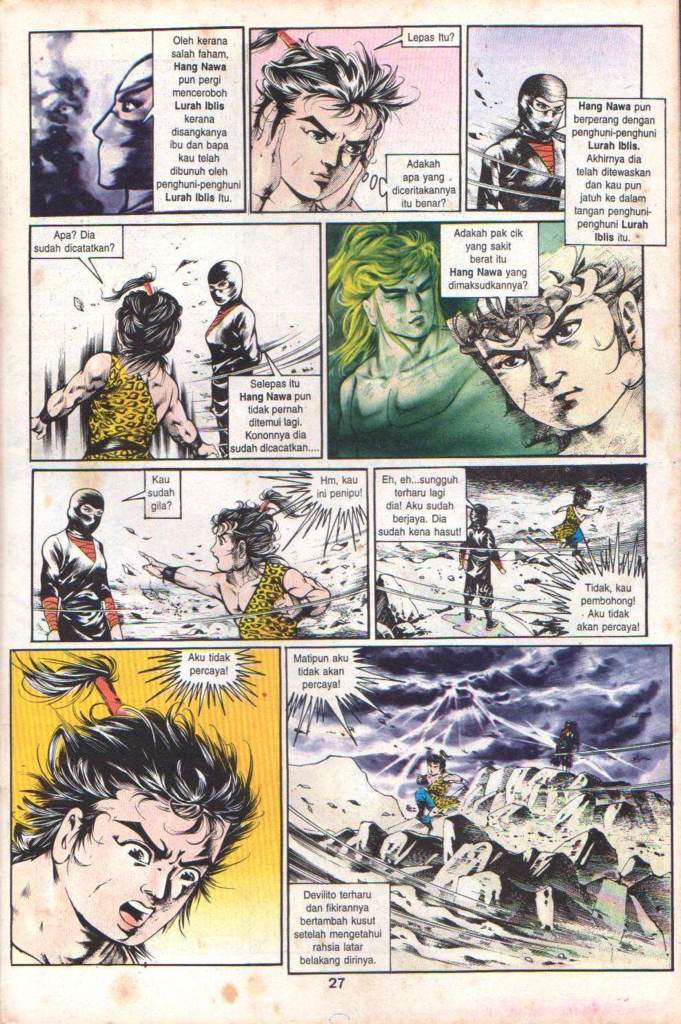 Oleh kerana
salah faham,
Hang Nawa
pun pergi
menceroboh
Lurah Iblis
kerana
disangkanya
ibu dan bapa
kau telah
dibunuh oleh
penghuni-penghuni
Lurah Iblis itu.
Lepas Itu?
Adakah
apa yang
diceritakannya
itu benar?
Hang Nawa pun
berperang dengan
penghuni-penghuni
Lurah Iblis.
Akhirnya dia
telah ditewaskan
dan kau pun
jatuh ke dalam
tangan penghuni-
penghuni Lurah
Iblis itu.
Apa? Dia
sudah dicatatkan?
Selepas itu
Hang Nawa pun
tidak pernah
ditemui lagi.
Kononnya dia
sudah dicacatkan....
Adakah pak cik
yang sakit
berat itu
Hang Nawa yang
dimaksudkannya?
Kau
sudah
gila?
Hm, kau
ini penipu!
Eh, eh...sungguh
terharu lagi
dia! Aku sudah
berjaya. Dia
sudah kena hasut!
Tidak, kau
pembohong!
Aku tidak
akan percaya!
Aku tidak
percaya!
Matipun aku
tidak akan
percaya!
Devilito terharu
dan fikirannya
bertambah kusut
setelah mengetahui
rahsia latar
belakang dirinya.
27